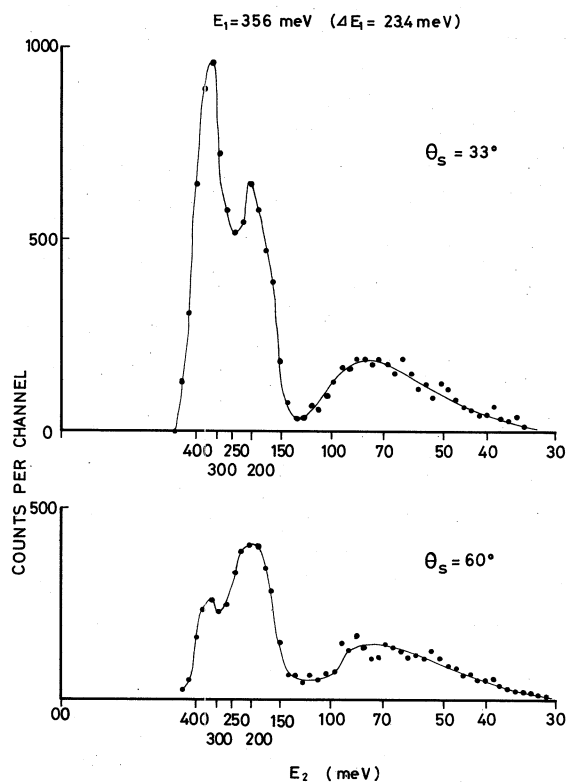 E₁=356 meV (ΔE₁= 23.4 meV)
1000
θₛ = 33°
500
0
400 250 150 100 70 40 30
300 200
COUNTS PER CHANNEL
500
θₛ = 60°
00 400 250 150 100 70 40 30
300 200
E₂ (meV)